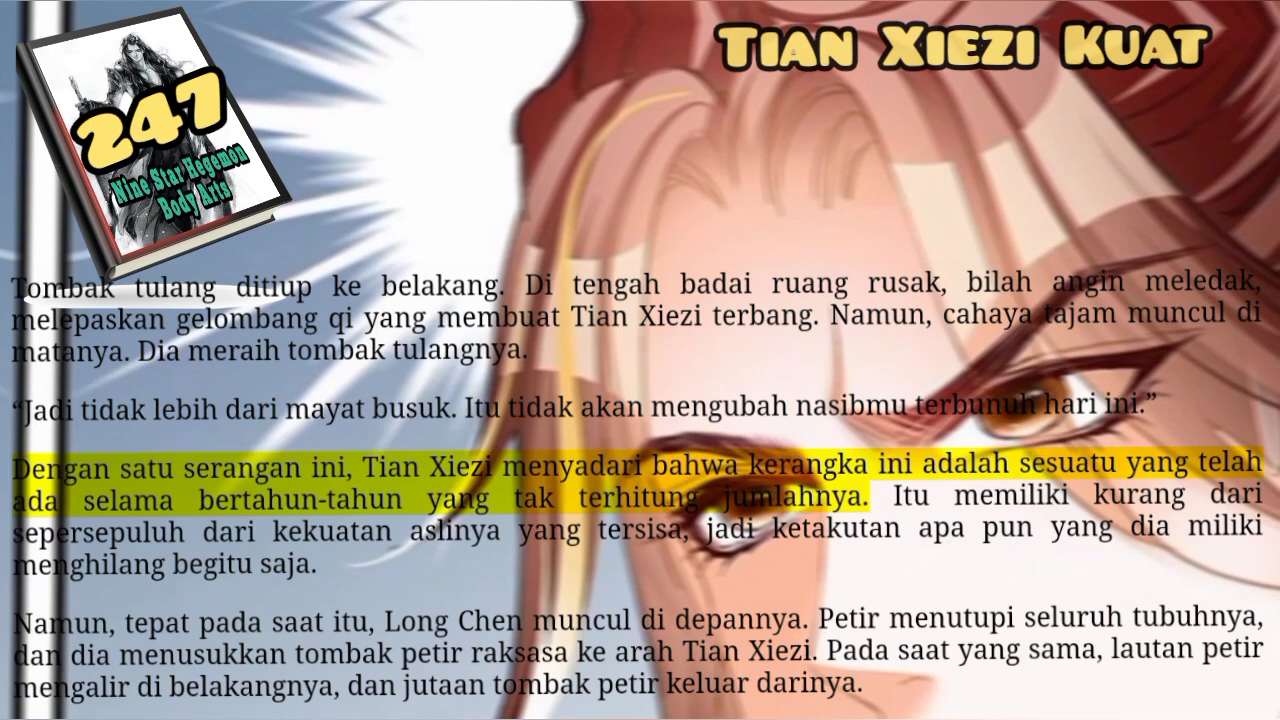 Tian Xiezi Kuat
247
Nine Star Hegemon
Body Arts
Tombak tulang ditiup ke belakang. Di tengah badai ruang rusak, bilah angin meledak,
melepaskan gelombang qi yang membuat Tian Xiezi terbang. Namun, cahaya tajam muncul di
matanya. Dia meraih tombak tulangnya.
“Jadi tidak lebih dari mayat busuk. Itu tidak akan mengubah nasibmu terbunuh hari ini.”
Dengan satu serangan ini, Tian Xiezi menyadari bahwa kerangka ini adalah sesuatu yang telah
ada selama bertahun-tahun yang tak terhitung jumlahnya. Itu memiliki kurang dari
sepersepuluh dari kekuatan aslinya yang tersisa, jadi ketakutan apa pun yang dia miliki
menghilang begitu saja.
Namun, tepat pada saat itu, Long Chen muncul di depannya. Petir menutupi seluruh tubuhnya,
dan dia menusukkan tombak petir raksasa ke arah Tian Xiezi. Pada saat yang sama, lautan petir
mengalir di belakangnya, dan jutaan tombak petir keluar darinya.